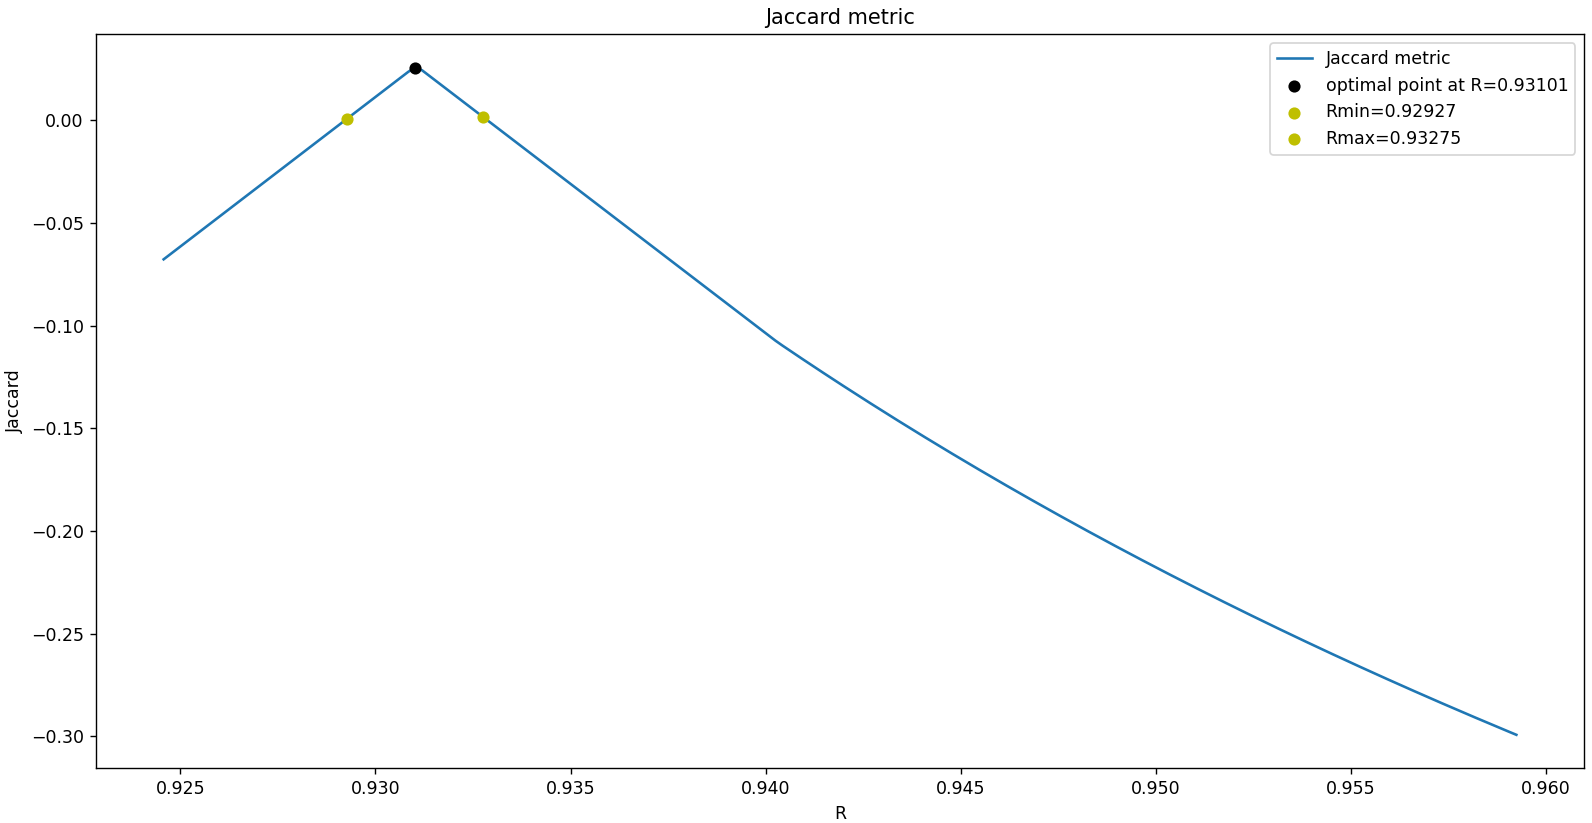 Jaccard metric
Jaccard metric
optimal point at R=0.93101
Rmin=0.92927
Rmax=0.93275
0.00
−0.05
−0.10
−0.15
−0.20
−0.25
−0.30
Jaccard
0.925 0.930 0.935 0.940 0.945 0.950 0.955 0.960
R